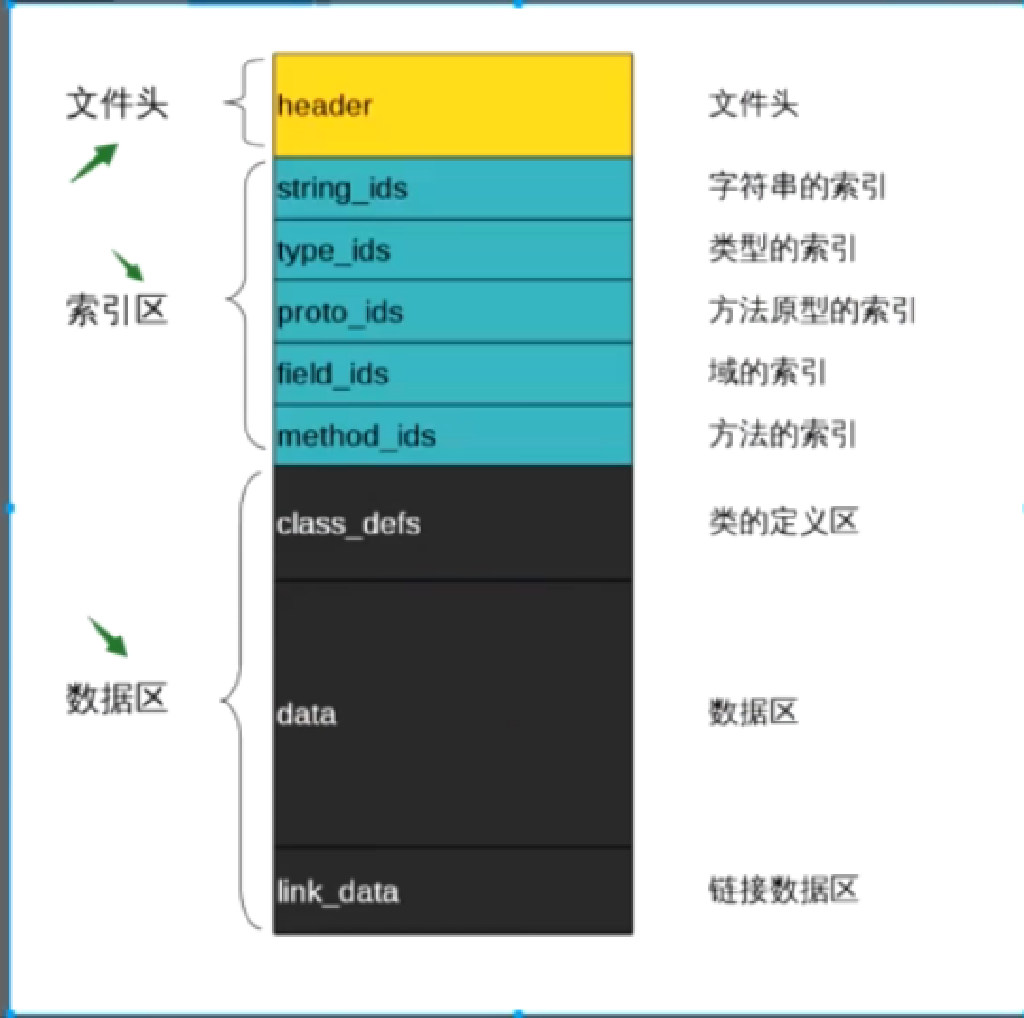 文件头 header 文件头
string_ids 字符串的索引
type_ids 类型的索引
索引区 proto_ids 方法原型的索引
field_ids 域的索引
method_ids 方法的索引
class_defs 类的定义区
数据区 data 数据区
link_data 链接数据区